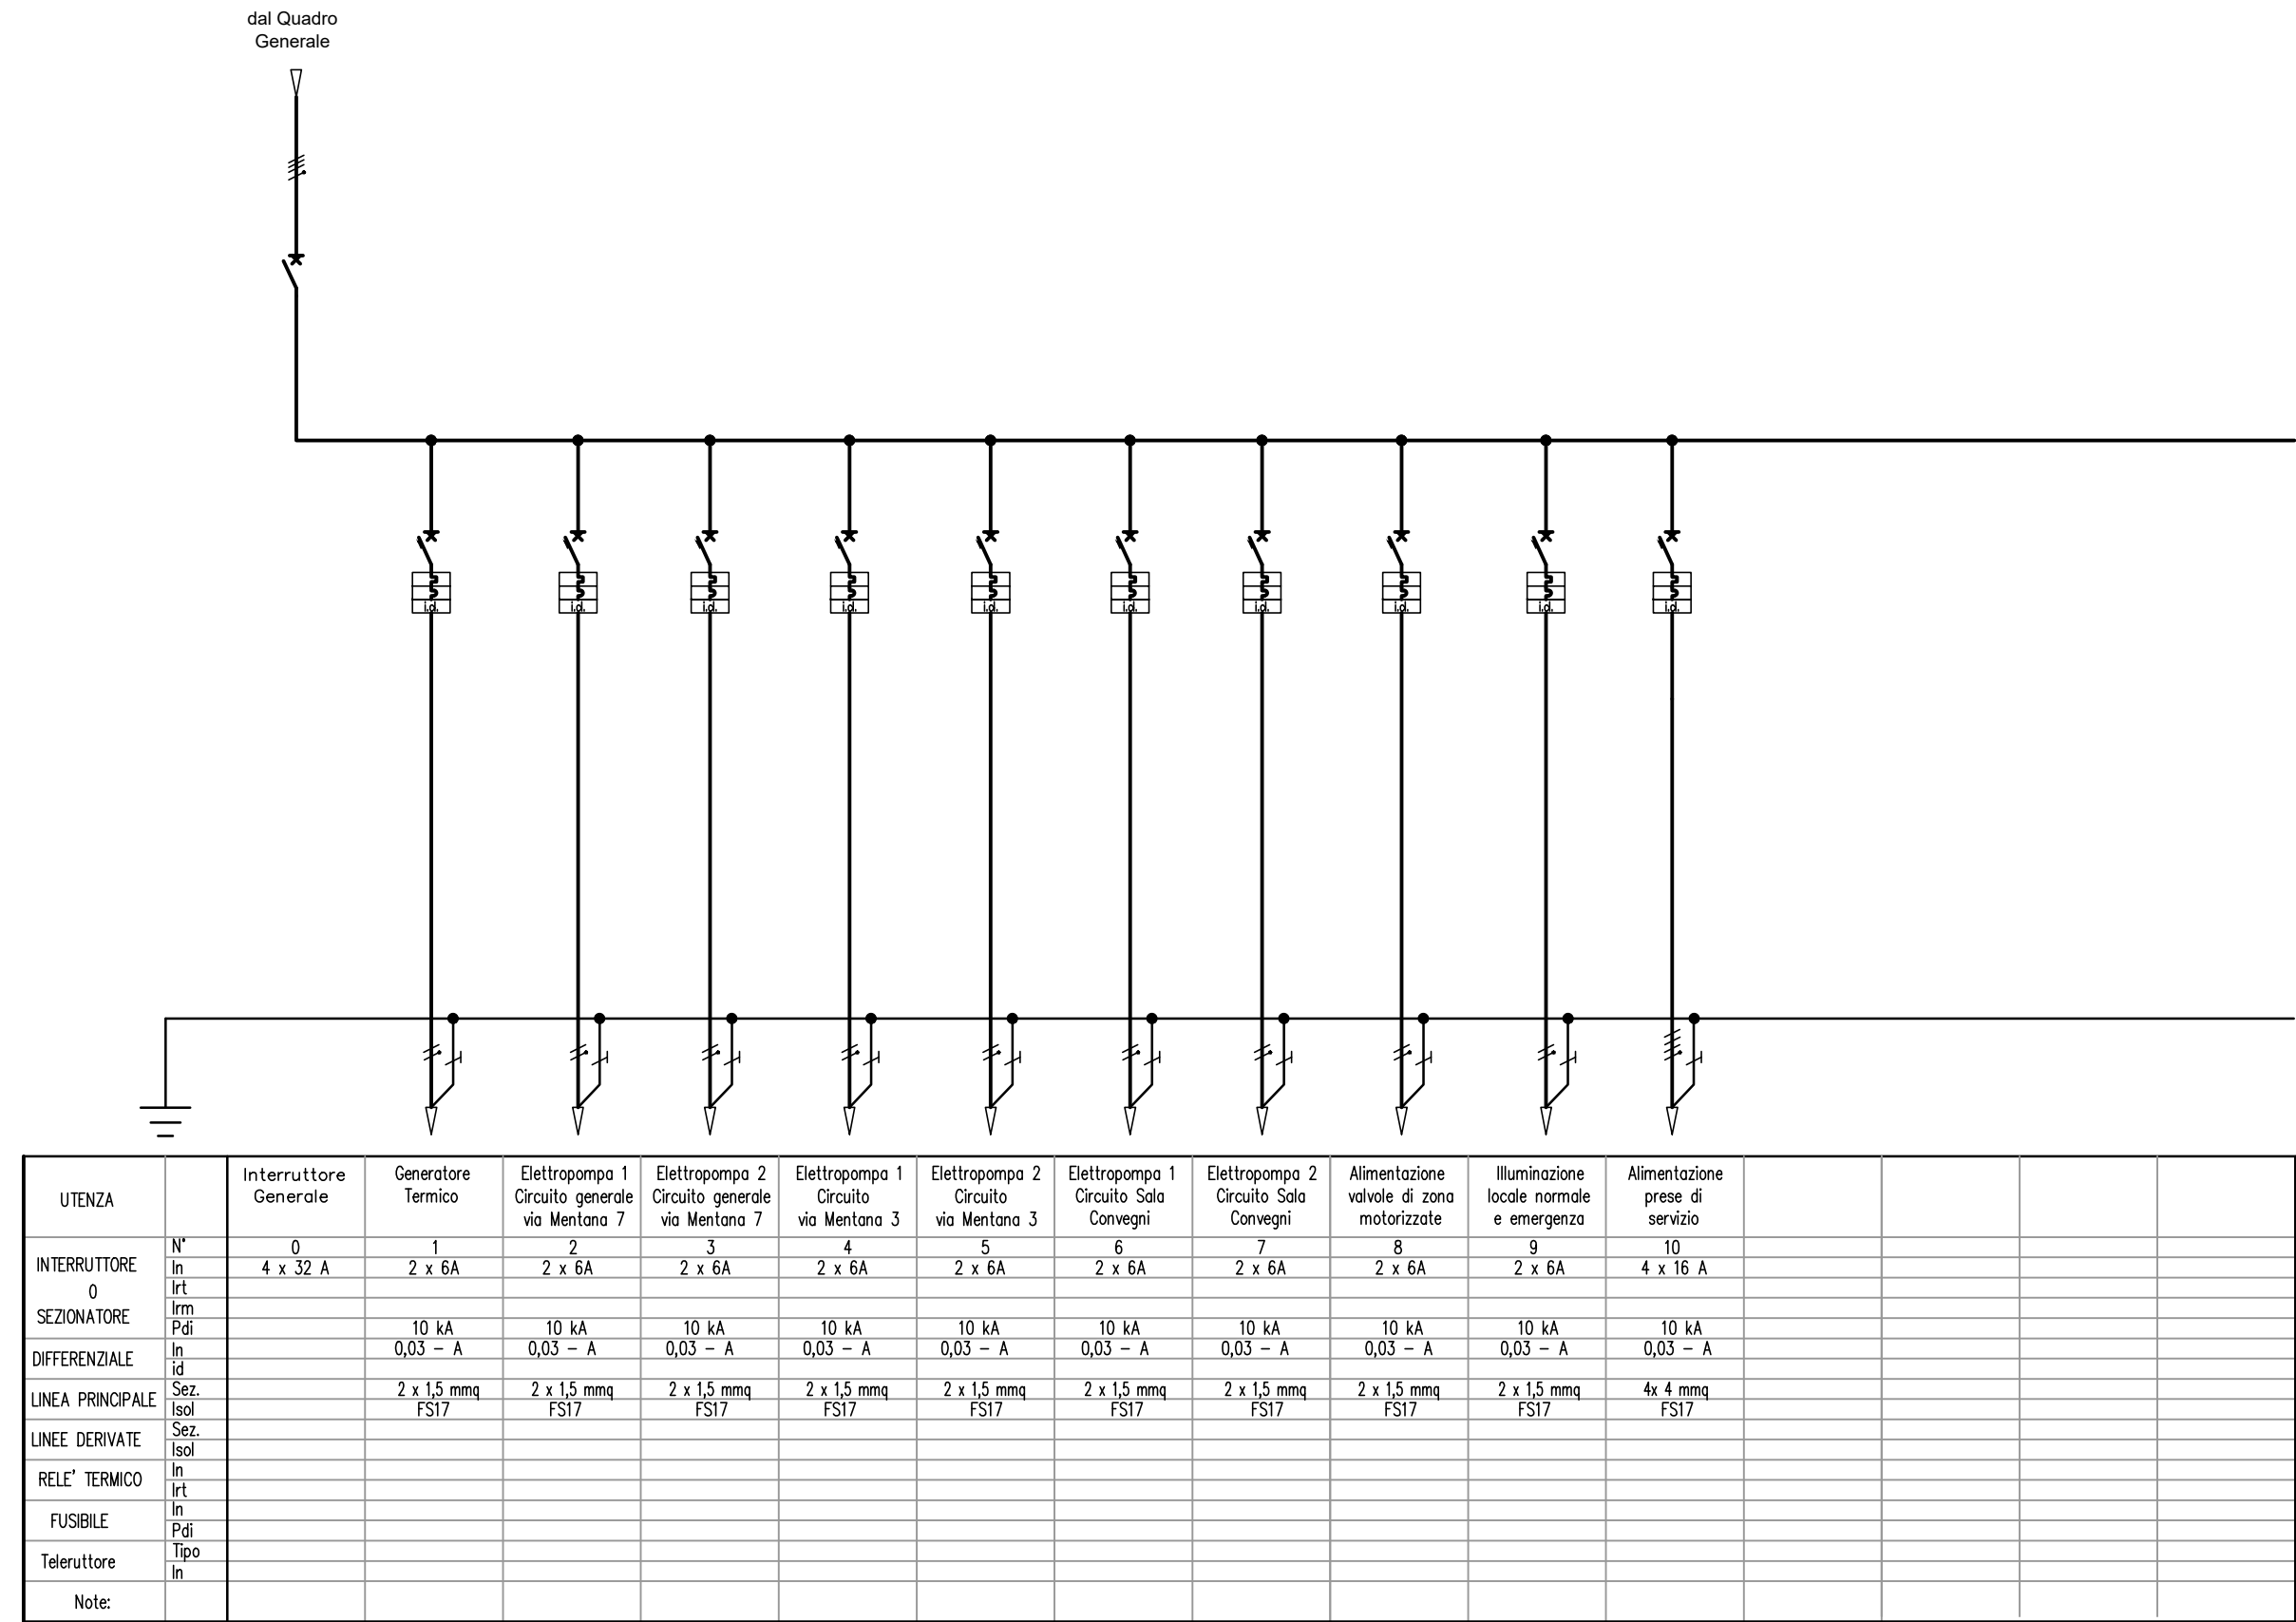 dal Quadro
Generale
i.d. i.d. i.d. i.d. i.d. i.d. i.d. i.d. i.d. i.d.
UTENZA
Interruttore
Generale
Generatore
Termico
Elettropompa 1
Circuito generale
via Mentana 7
Elettropompa 2
Circuito generale
via Mentana 7
Elettropompa 1
Circuito
via Mentana 3
Elettropompa 2
Circuito
via Mentana 3
Elettropompa 1
Circuito Sala
Convegni
Elettropompa 2
Circuito Sala
Convegni
Alimentazione
valvole di zona
motorizzate
Illuminazione
locale normale
e emergenza
Alimentazione
prese di
servizio
INTERRUTTORE
O
SEZIONATORE
N° 0 1 2 3 4 5 6 7 8 9 10
In 4 x 32 A 2 x 6A 2 x 6A 2 x 6A 2 x 6A 2 x 6A 2 x 6A 2 x 6A 2 x 6A 2 x 6A 4 x 16 A
Irt
Irm
Pdi 10 kA 10 kA 10 kA 10 kA 10 kA 10 kA 10 kA 10 kA 10 kA 10 kA
DIFFERENZIALE
In 0,03 – A 0,03 – A 0,03 – A 0,03 – A 0,03 – A 0,03 – A 0,03 – A 0,03 – A 0,03 – A 0,03 – A
id
LINEA PRINCIPALE
Sez. 2 x 1,5 mmq 2 x 1,5 mmq 2 x 1,5 mmq 2 x 1,5 mmq 2 x 1,5 mmq 2 x 1,5 mmq 2 x 1,5 mmq 2 x 1,5 mmq 2 x 1,5 mmq 4x 4 mmq
Isol FS17 FS17 FS17 FS17 FS17 FS17 FS17 FS17 FS17 FS17
LINEE DERIVATE
Sez.
Isol
RELE' TERMICO
In
Irt
FUSIBILE
In
Pdi
Teleruttore
Tipo
In
Note: